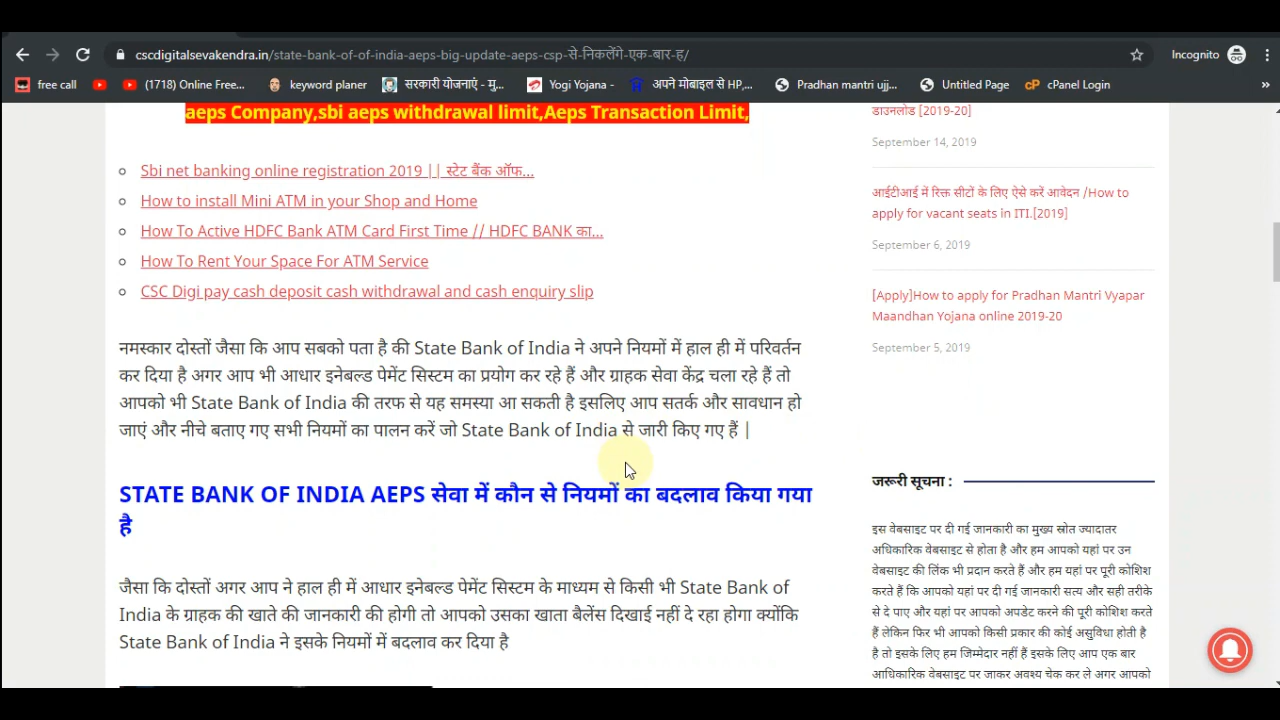 cscdigitalsevakendra.in/state-bank-of-of-india-aeps-big-update-aeps-csp-से-निकलेंगे-एक-बार-ह/
Incognito
free call
(1718) Online Free...
keyword planer
सरकारी योजनाएं - मु...
Yogi Yojana -
अपने मोबाइल से HP,...
Pradhan mantri ujj...
Untitled Page
cPanel Login
»
aeps Company,sbi aeps withdrawal limit,Aeps Transaction Limit,
Sbi net banking online registration 2019 || स्टेट बैंक ऑफ...
How to install Mini ATM in your Shop and Home
How To Active HDFC Bank ATM Card First Time // HDFC BANK का...
How To Rent Your Space For ATM Service
CSC Digi pay cash deposit cash withdrawal and cash enquiry slip
नमस्कार दोस्तों जैसा कि आप सबको पता है की State Bank of India ने अपने नियमों में हाल ही में परिवर्तन
कर दिया है अगर आप भी आधार इनेबल्ड पेमेंट सिस्टम का प्रयोग कर रहे हैं और ग्राहक सेवा केंद्र चला रहे हैं तो
आपको भी State Bank of India की तरफ से यह समस्या आ सकती है इसलिए आप सतर्क और सावधान हो
जाएं और नीचे बताए गए सभी नियमों का पालन करें जो State Bank of India से जारी किए गए हैं |
STATE BANK OF INDIA AEPS सेवा में कौन से नियमों का बदलाव किया गया
है
जैसा कि दोस्तों अगर आप ने हाल ही में आधार इनेबल्ड पेमेंट सिस्टम के माध्यम से किसी भी State Bank of
India के ग्राहक की खाते की जानकारी की होगी तो आपको उसका खाता बैलेंस दिखाई नहीं दे रहा होगा क्योंकि
State Bank of India ने इसके नियमों में बदलाव कर दिया है
डाउनलोड [2019-20]
September 14, 2019
आईटीआई में रिक्त सीटों के लिए ऐसे करें आवेदन /How to
apply for vacant seats in ITI.[2019]
September 6, 2019
[Apply]How to apply for Pradhan Mantri Vyapar
Maandhan Yojana online 2019-20
September 5, 2019
जरूरी सूचना :
इस वेबसाइट पर दी गई जानकारी का मुख्य स्रोत ज्यादातर
अधिकारिक वेबसाइट से होता है और हम आपको यहां पर उन
वेबसाइट की लिंक भी प्रदान करते हैं और हम यहां पर पूरी कोशिश
करते हैं कि आपको यहां पर दी गई जानकारी सत्य और सही तरीके
से दे पाए और यहां पर आपको अपडेट करने की पूरी कोशिश करते
हैं लेकिन फिर भी आपको किसी प्रकार की कोई असुविधा होती है
है तो इसके लिए हम जिम्मेदार नहीं हैं इसके लिए आप एक बार
आधिकारिक वेबसाइट पर जाकर अवश्य चेक कर ले अगर आपको